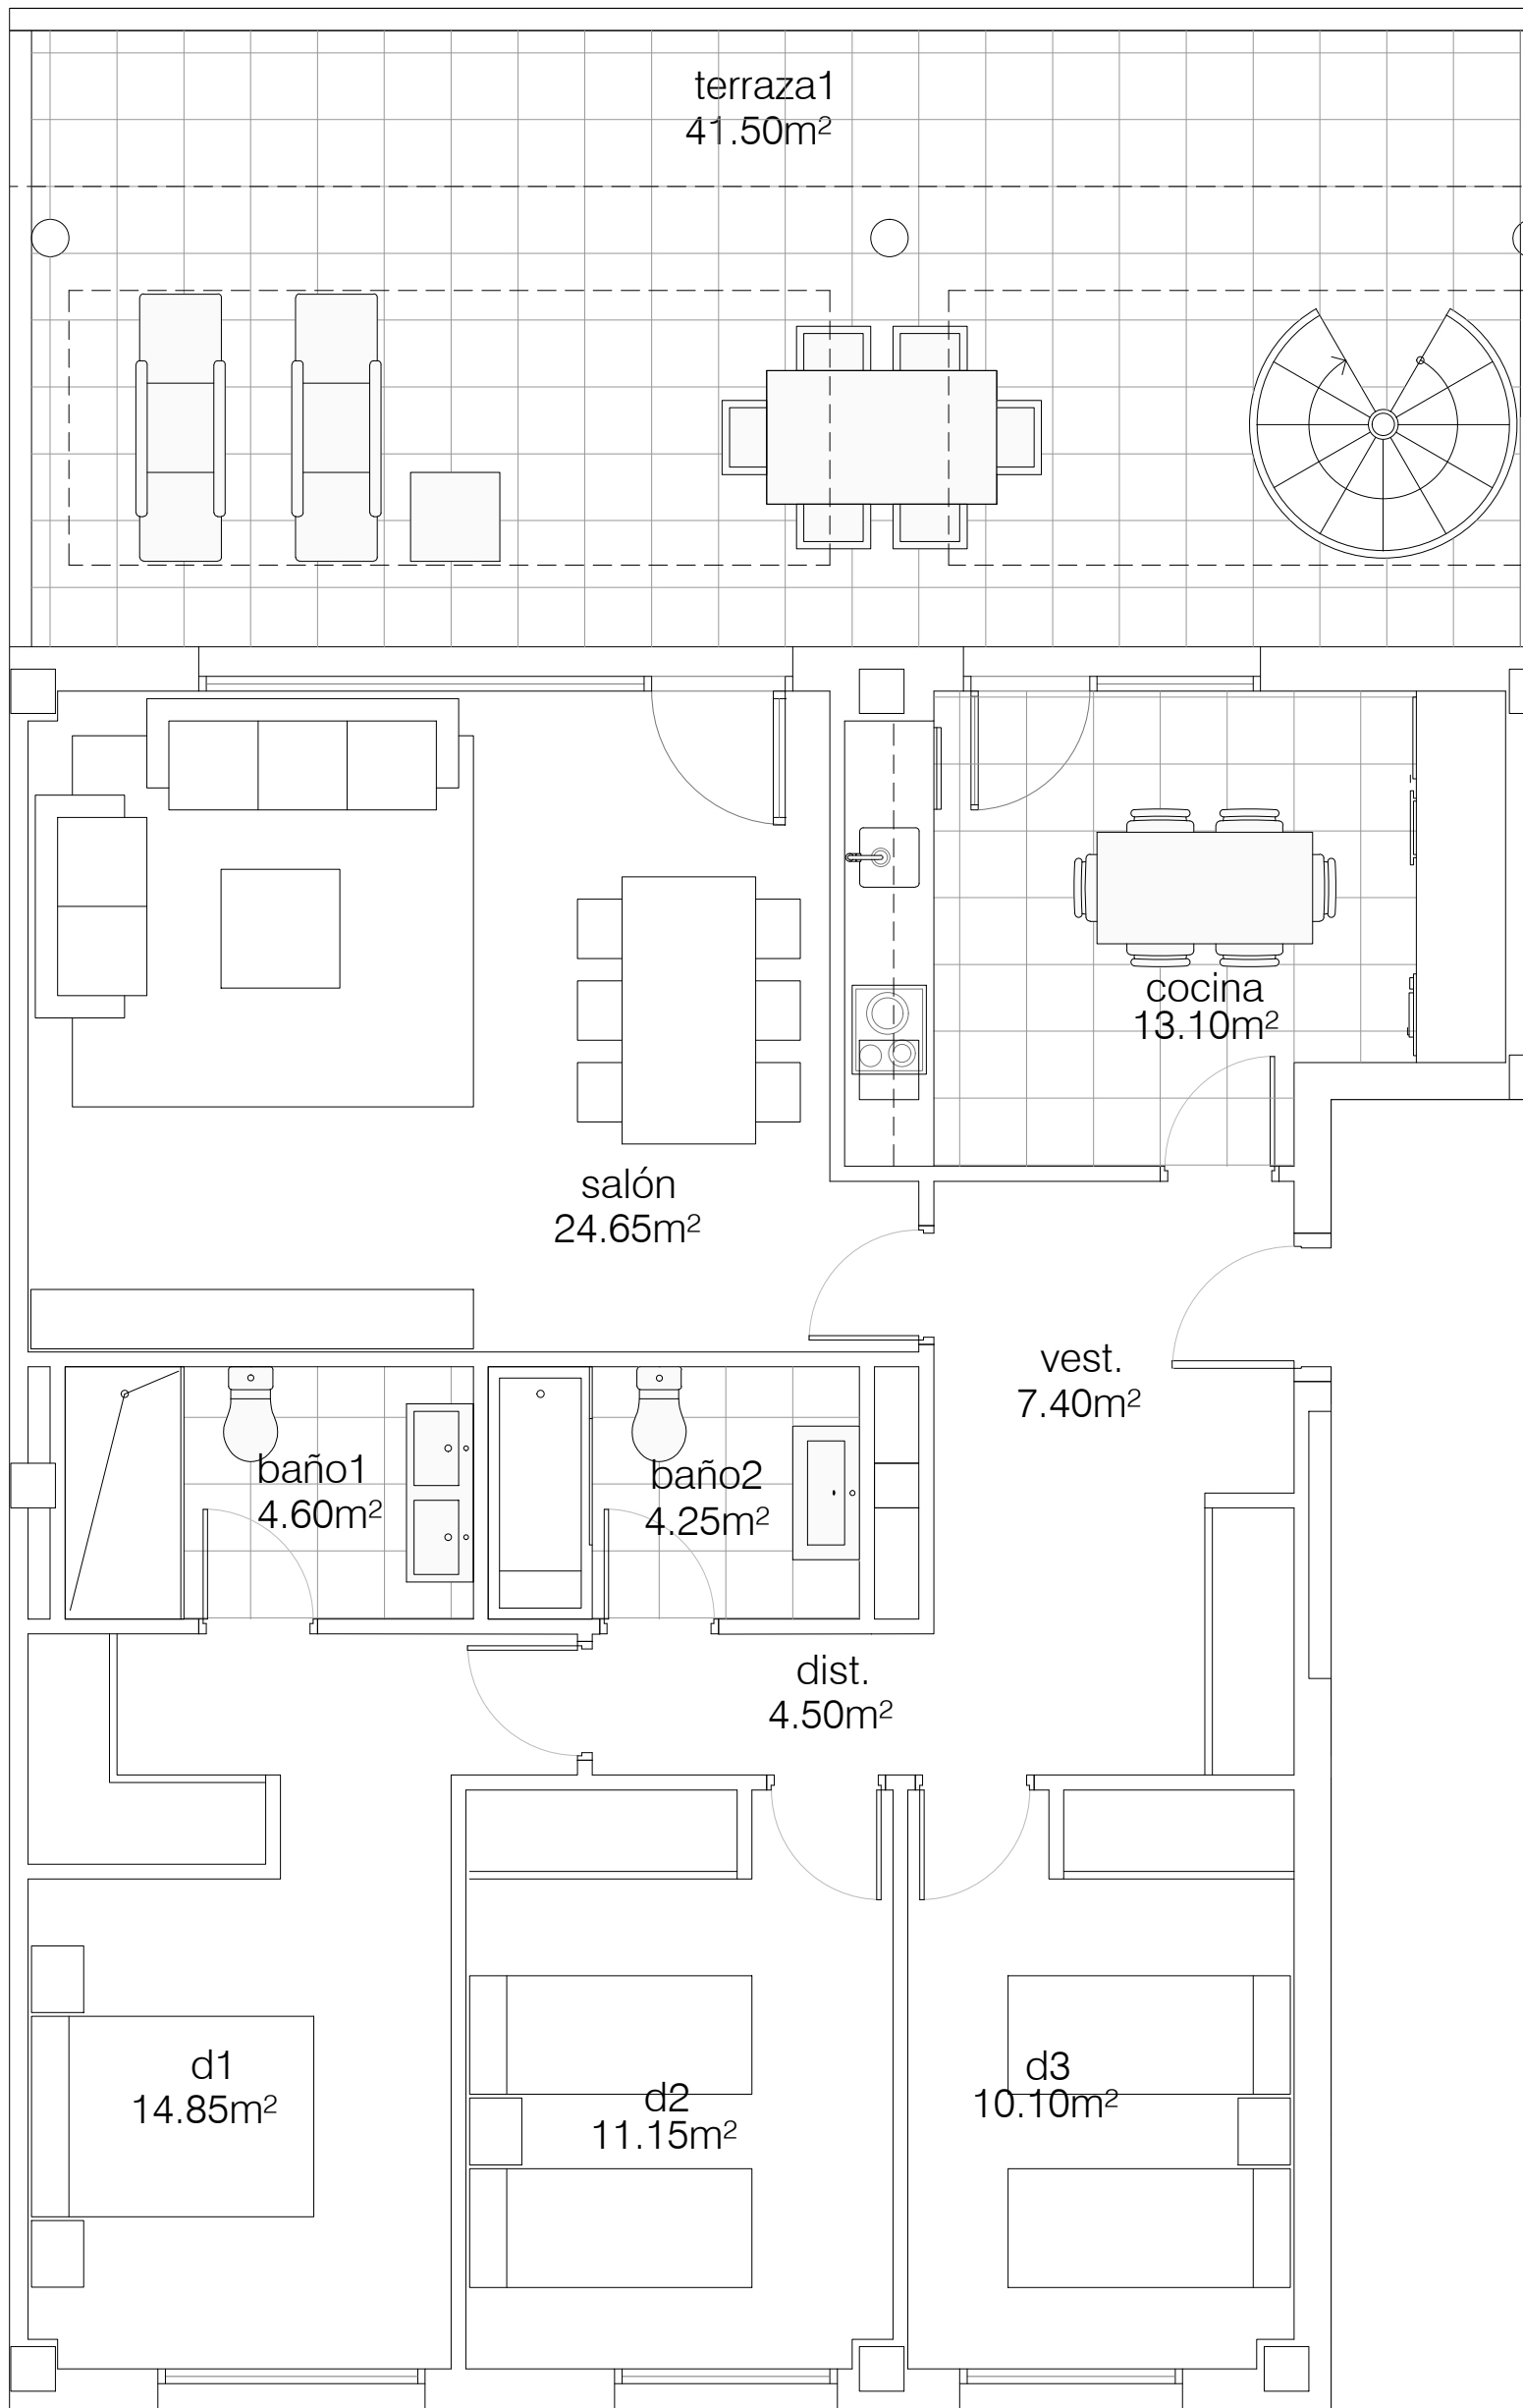 terraza1
41.50m²
cocina
13.10m²
salón
24.65m²
vest.
7.40m²
baño1
4.60m²
baño2
4.25m²
dist.
4.50m²
d1
14.85m²
d2
11.15m²
d3
10.10m²